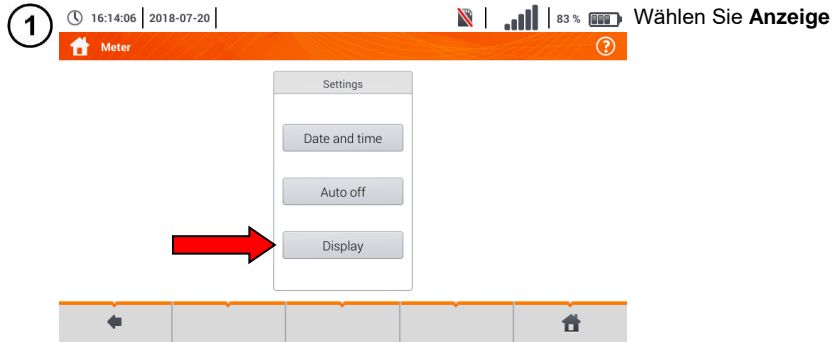 1
16:14:06 2018-07-20 83 %
Wählen Sie Anzeige
Meter ?
Settings
Date and time
Auto off
Display